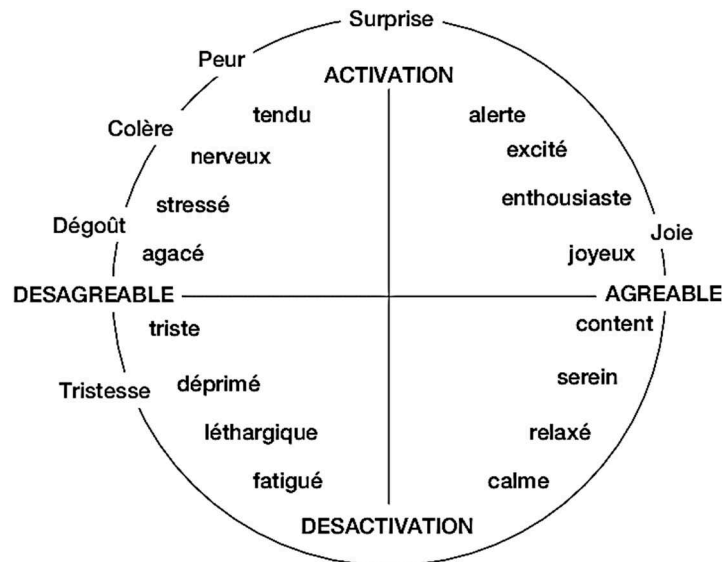 Surprise
Peur
ACTIVATION
tendu
alerte
Colère
nerveux
excité
stressé
enthousiaste
Dégoût
Joie
agacé
joyeux
DESAGREABLE
AGREABLE
triste
content
Tristesse
déprimé
serein
léthargique
relaxé
fatigué
calme
DESACTIVATION